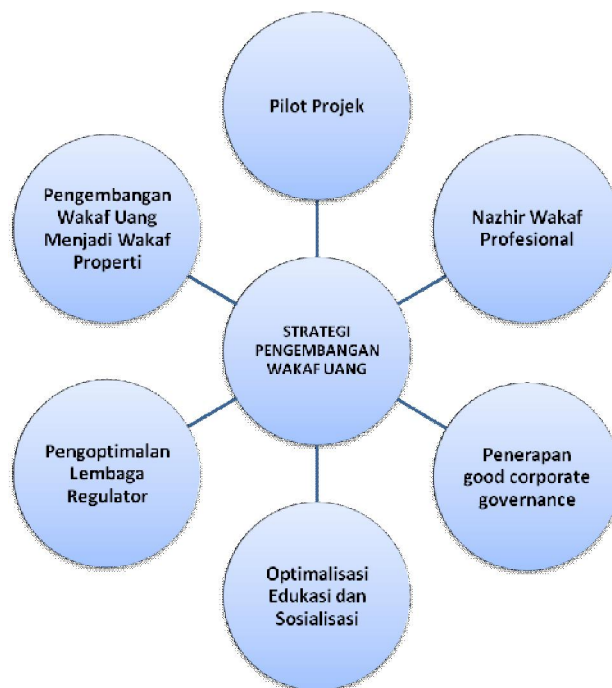 Pilot Projek
Nazhir Wakaf
Profesional
Penerapan
good corporate
governance
Optimalisasi
Edukasi dan
Sosialisasi
Pengoptimalan
Lembaga
Regulator
Pengembangan
Wakaf Uang
Menjadi Wakaf
Properti
STRATEGI
PENGEMBANGAN
WAKAF UANG